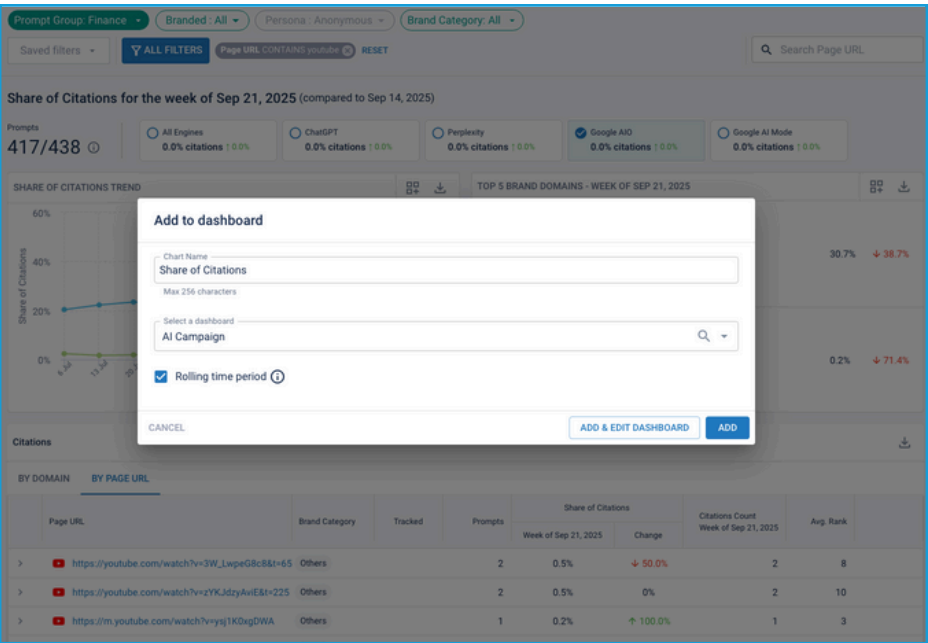 Prompt Group: Finance
Branded : All
Persona : Anonymous
Brand Category: All
Saved filters
ALL FILTERS
Page URL CONTAINS youtube
RESET
Search Page URL
Share of Citations for the week of Sep 21, 2025 (compared to Sep 14, 2025)
Prompts
417/438
All Engines
0.0% citations ↑ 0.0%
ChatGPT
0.0% citations ↑ 0.0%
Perplexity
0.0% citations ↑ 0.0%
Google AIO
0.0% citations ↑ 0.0%
Google AI Mode
0.0% citations ↑ 0.0%
SHARE OF CITATIONS TREND
TOP 5 BRAND DOMAINS - WEEK OF SEP 21, 2025
Share of Citations
60%
40%
20%
0%
6 Jul
13 Jul
30.7% ↓ 38.7%
0.2% ↓ 71.4%
Add to dashboard
Chart Name
Share of Citations
Max 256 characters
Select a dashboard
AI Campaign
Rolling time period
CANCEL
ADD & EDIT DASHBOARD
ADD
Citations
BY DOMAIN
BY PAGE URL
Page URL
Brand Category
Tracked
Prompts
Share of Citations
Week of Sep 21, 2025
Change
Citations Count
Week of Sep 21, 2025
Avg. Rank
https://youtube.com/watch?v=3W_LwpeG8c8&t=65 Others 2 0.5% ↓ 50.0% 2 8
https://youtube.com/watch?v=zYKJdzyAviE&t=225 Others 2 0.5% 0% 2 10
https://m.youtube.com/watch?v=ysj1K0xgDWA Others 1 0.2% ↑ 100.0% 1 3